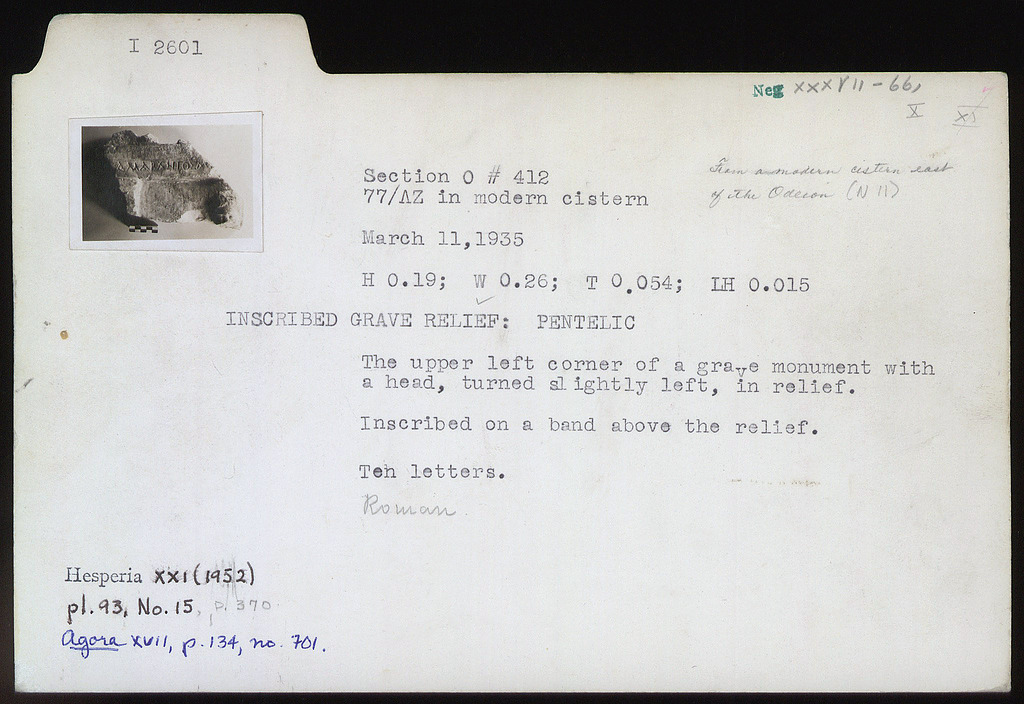 I 2601
Neg XXXVII - 66,
X XI
Section O # 412
77/ΛΖ in modern cistern
From a modern cistern east
of the Odeion (N 11)
March 11,1935
H 0.19; W 0.26; T 0.054; LH 0.015
INSCRIBED GRAVE RELIEF: PENTELIC
The upper left corner of a grave monument with
a head, turned slightly left, in relief.
Inscribed on a band above the relief.
Ten letters.
Roman.
Hesperia XXI (1952)
pl. 93, No. 15, p. 370
Agora XVII, p. 134, no. 701.